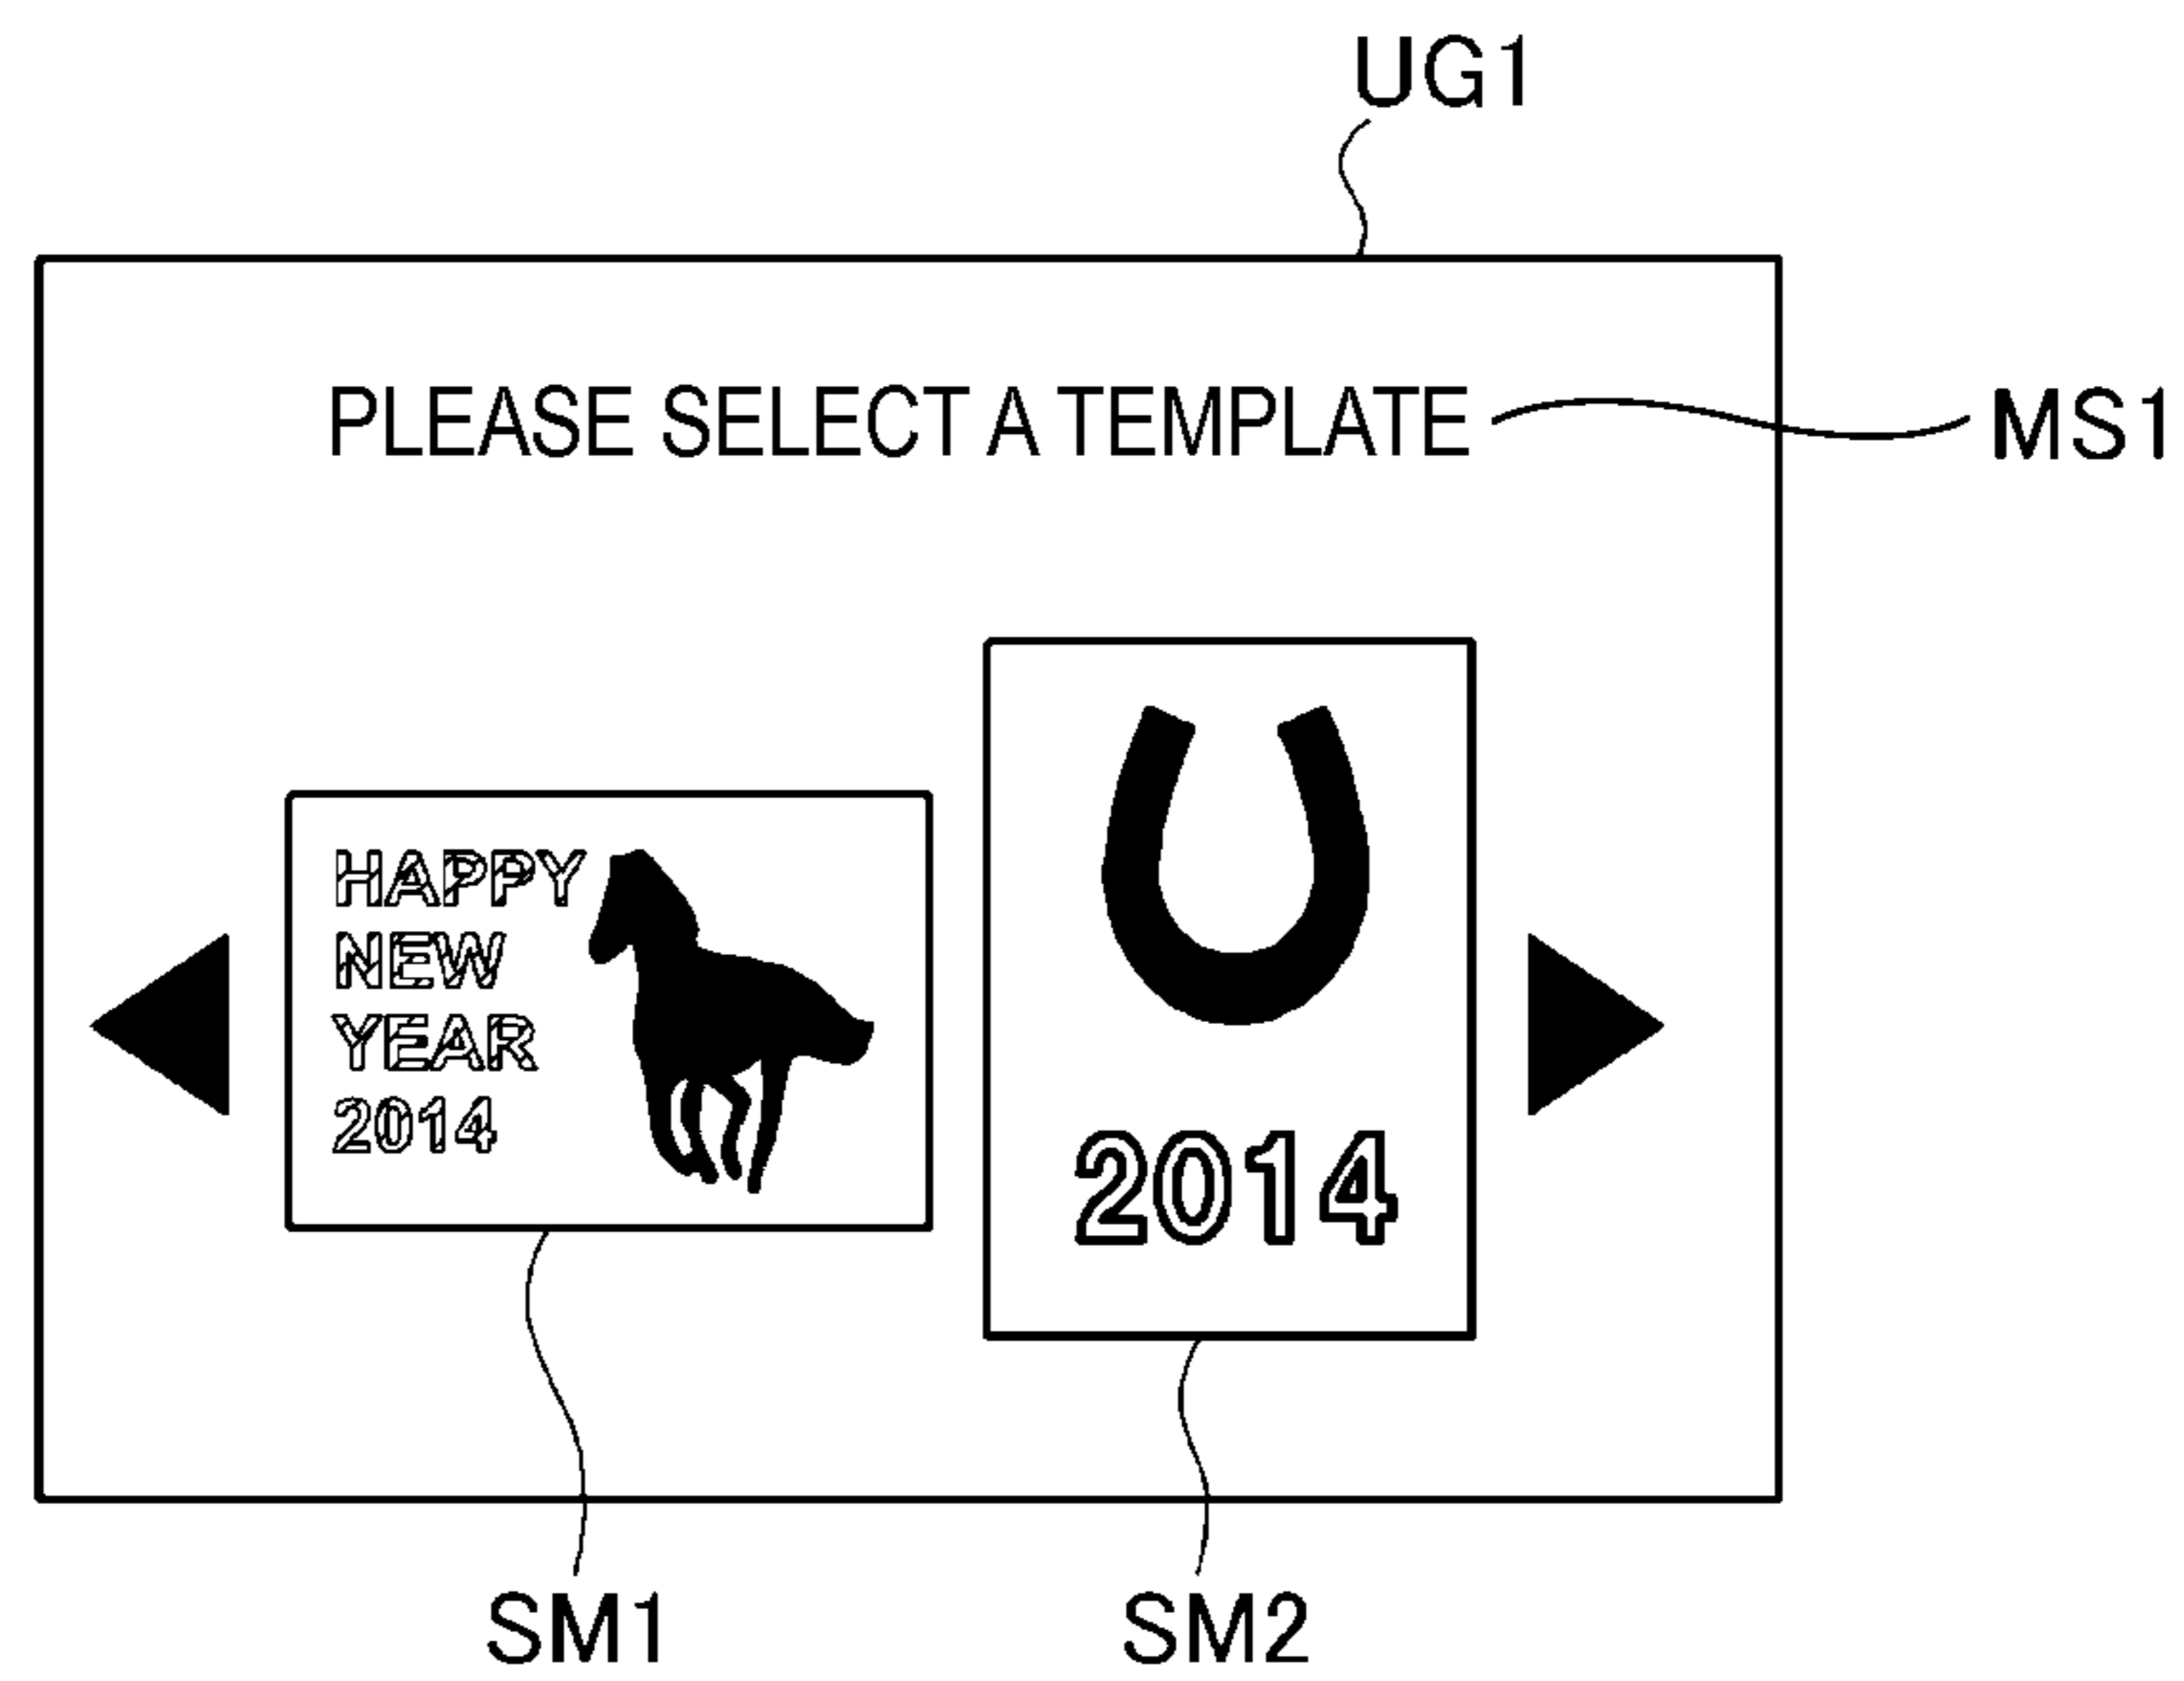 UG1
PLEASE SELECT A TEMPLATE
MS1
HAPPY
NEW
YEAR
2014
2014
SM1
SM2